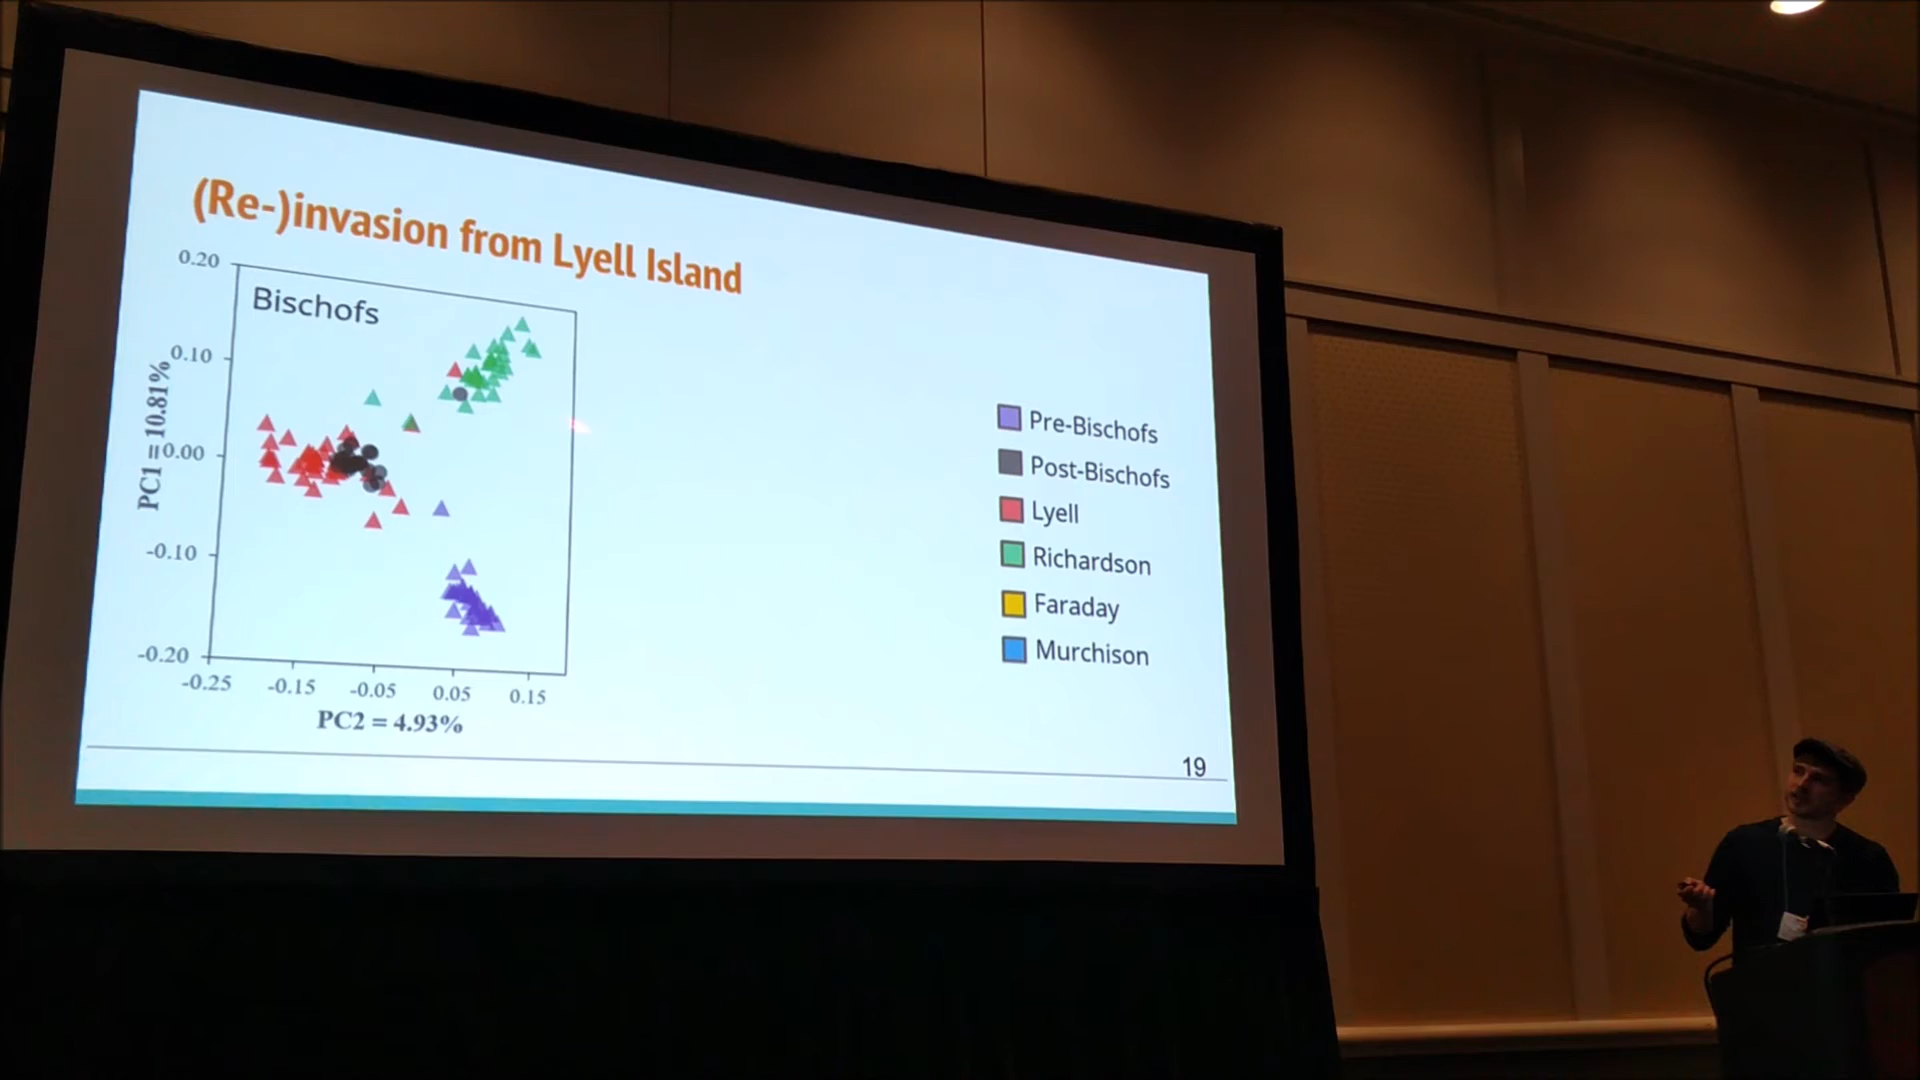 (Re-)invasion from Lyell Island
Bischofs
0.20
0.10
0.00
-0.10
-0.20
PC1 = 10.81%
-0.25 -0.15 -0.05 0.05 0.15
PC2 = 4.93%
Pre-Bischofs
Post-Bischofs
Lyell
Richardson
Faraday
Murchison
19